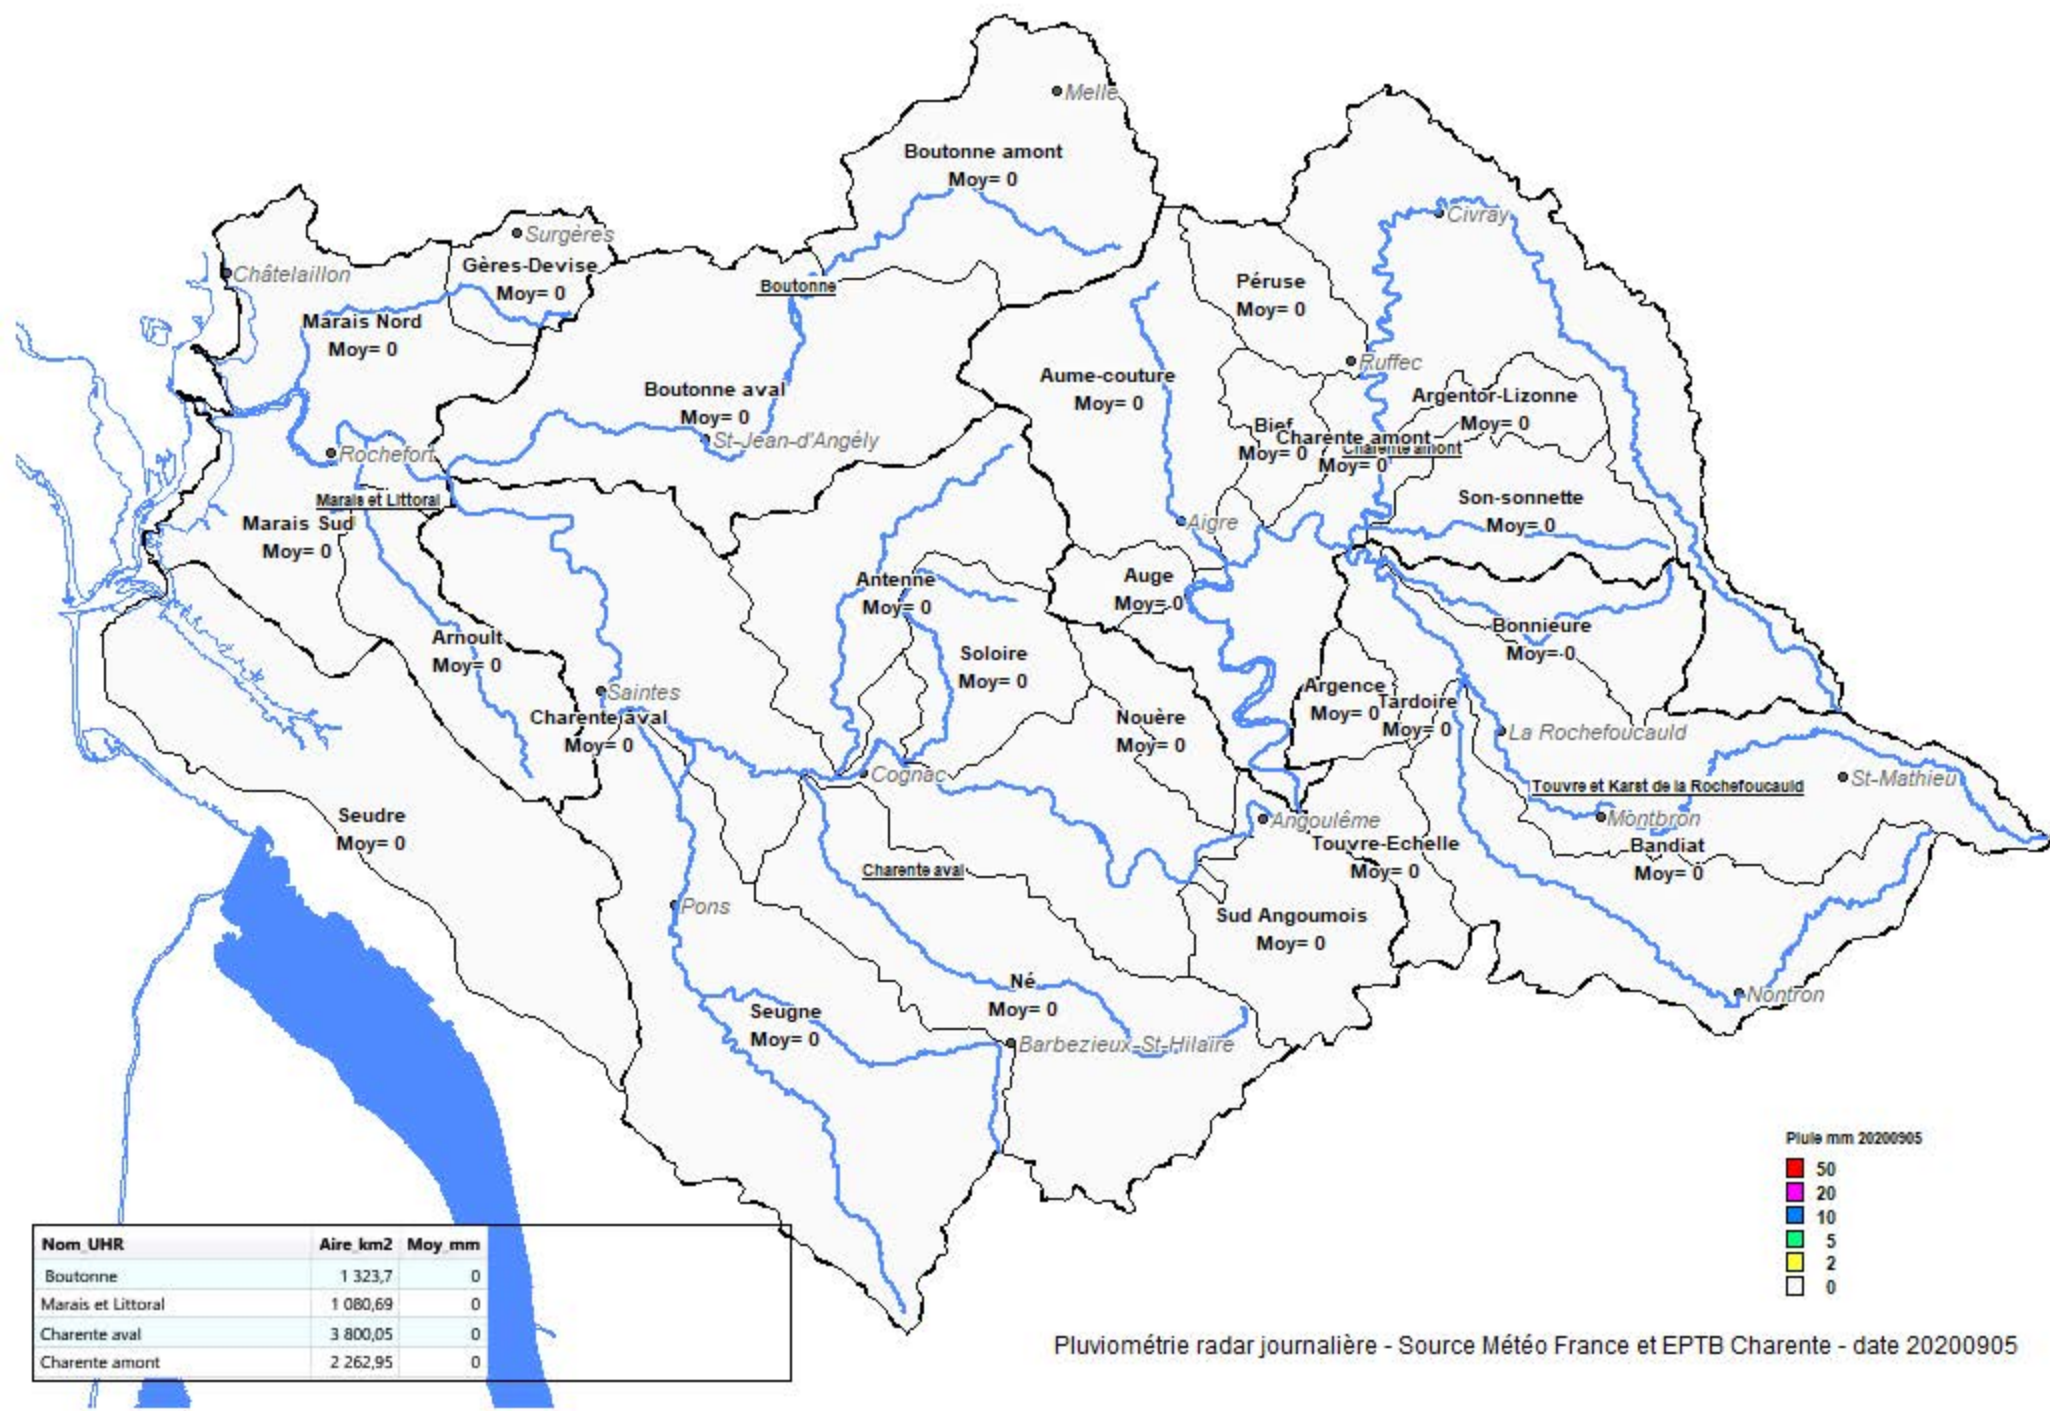 Melle
Boutonne amont
Moy= 0
Civray
Surgères
Châtelaillon
Gères-Devise
Moy= 0
Boutonne
Péruse
Moy= 0
Marais Nord
Moy= 0
Ruffec
Aume-couture
Moy= 0
Boutonne aval
Moy= 0
Argentor-Lizonne
Moy= 0
Bief
Moy= 0
Charente amont
Moy= 0
Charente amont
St-Jean-d'Angély
Rochefort
Marais et Littoral
Son-sonnette
Moy= 0
Marais Sud
Moy= 0
Aigre
Antenne
Moy= 0
Auge
Moy= 0
Bonnieure
Moy= 0
Arnoult
Moy= 0
Soloire
Moy= 0
Saintes
Argence
Moy= 0
Tardoire
Moy= 0
Charente aval
Moy= 0
Nouère
Moy= 0
La Rochefoucauld
Cognac
Touvre et Karst de la Rochefoucauld
St-Mathieu
Seudre
Moy= 0
Angoulême
Montbron
Touvre-Echelle
Moy= 0
Bandiat
Moy= 0
Charente aval
Pons
Sud Angoumois
Moy= 0
Né
Moy= 0
Nontron
Seugne
Moy= 0
Barbezieux-St-Hilaire
Pluie mm 20200905
50
20
10
5
2
0
Nom_UHR Aire_km2 Moy_mm
Boutonne 1 323,7 0
Marais et Littoral 1 080,69 0
Charente aval 3 800,05 0
Charente amont 2 262,95 0
Pluviométrie radar journalière - Source Météo France et EPTB Charente - date 20200905